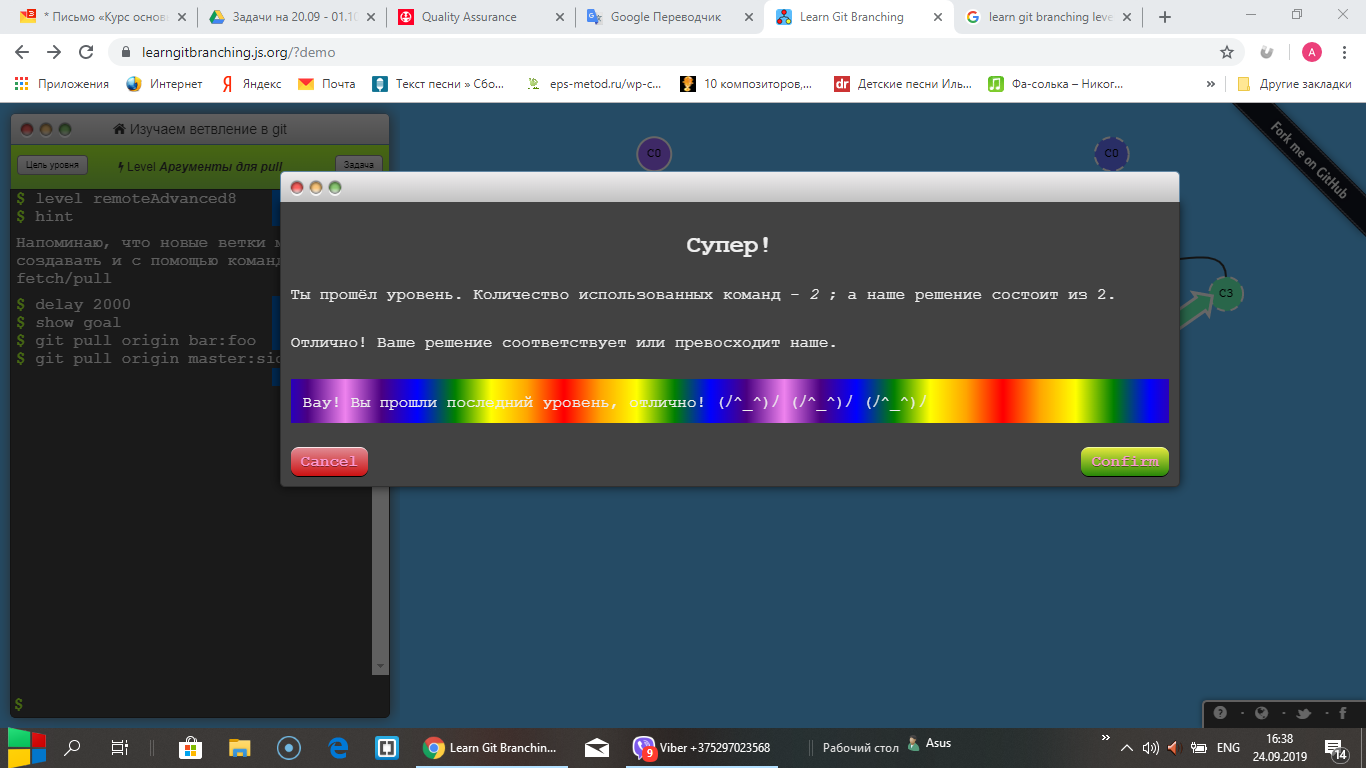 * Письмо «Курс основ
Задачи на 20.09 - 01.10
Quality Assurance
Google Переводчик
Learn Git Branching
learn git branching leve
learngitbranching.js.org/?demo
A
Приложения
Интернет
Яндекс
Почта
Текст песни » Сбо...
eps-metod.ru/wp-c...
10 композиторов,...
dr Детские песни Иль...
Фа-солька – Никог...
»
Другие закладки
Изучаем ветвление в git
Цель уровня
Level Аргументы для pull
Задача
$ level remoteAdvanced8
$ hint
Напоминаю, что новые ветки м
создавать и с помощью команд
fetch/pull
$ delay 2000
$ show goal
$ git pull origin bar:foo
$ git pull origin master:sid
$
C0
C0
C3
Fork me on GitHub
Супер!
Ты прошёл уровень. Количество использованных команд - 2 ; а наше решение состоит из 2.
Отлично! Ваше решение соответствует или превосходит наше.
Вау! Вы прошли последний уровень, отлично! (/^_^)/ (/^_^)/ (/^_^)/
Cancel
Confirm
Learn Git Branchin...
9
Viber +375297023568
Рабочий стол
Asus
»
ENG
16:38
24.09.2019
14